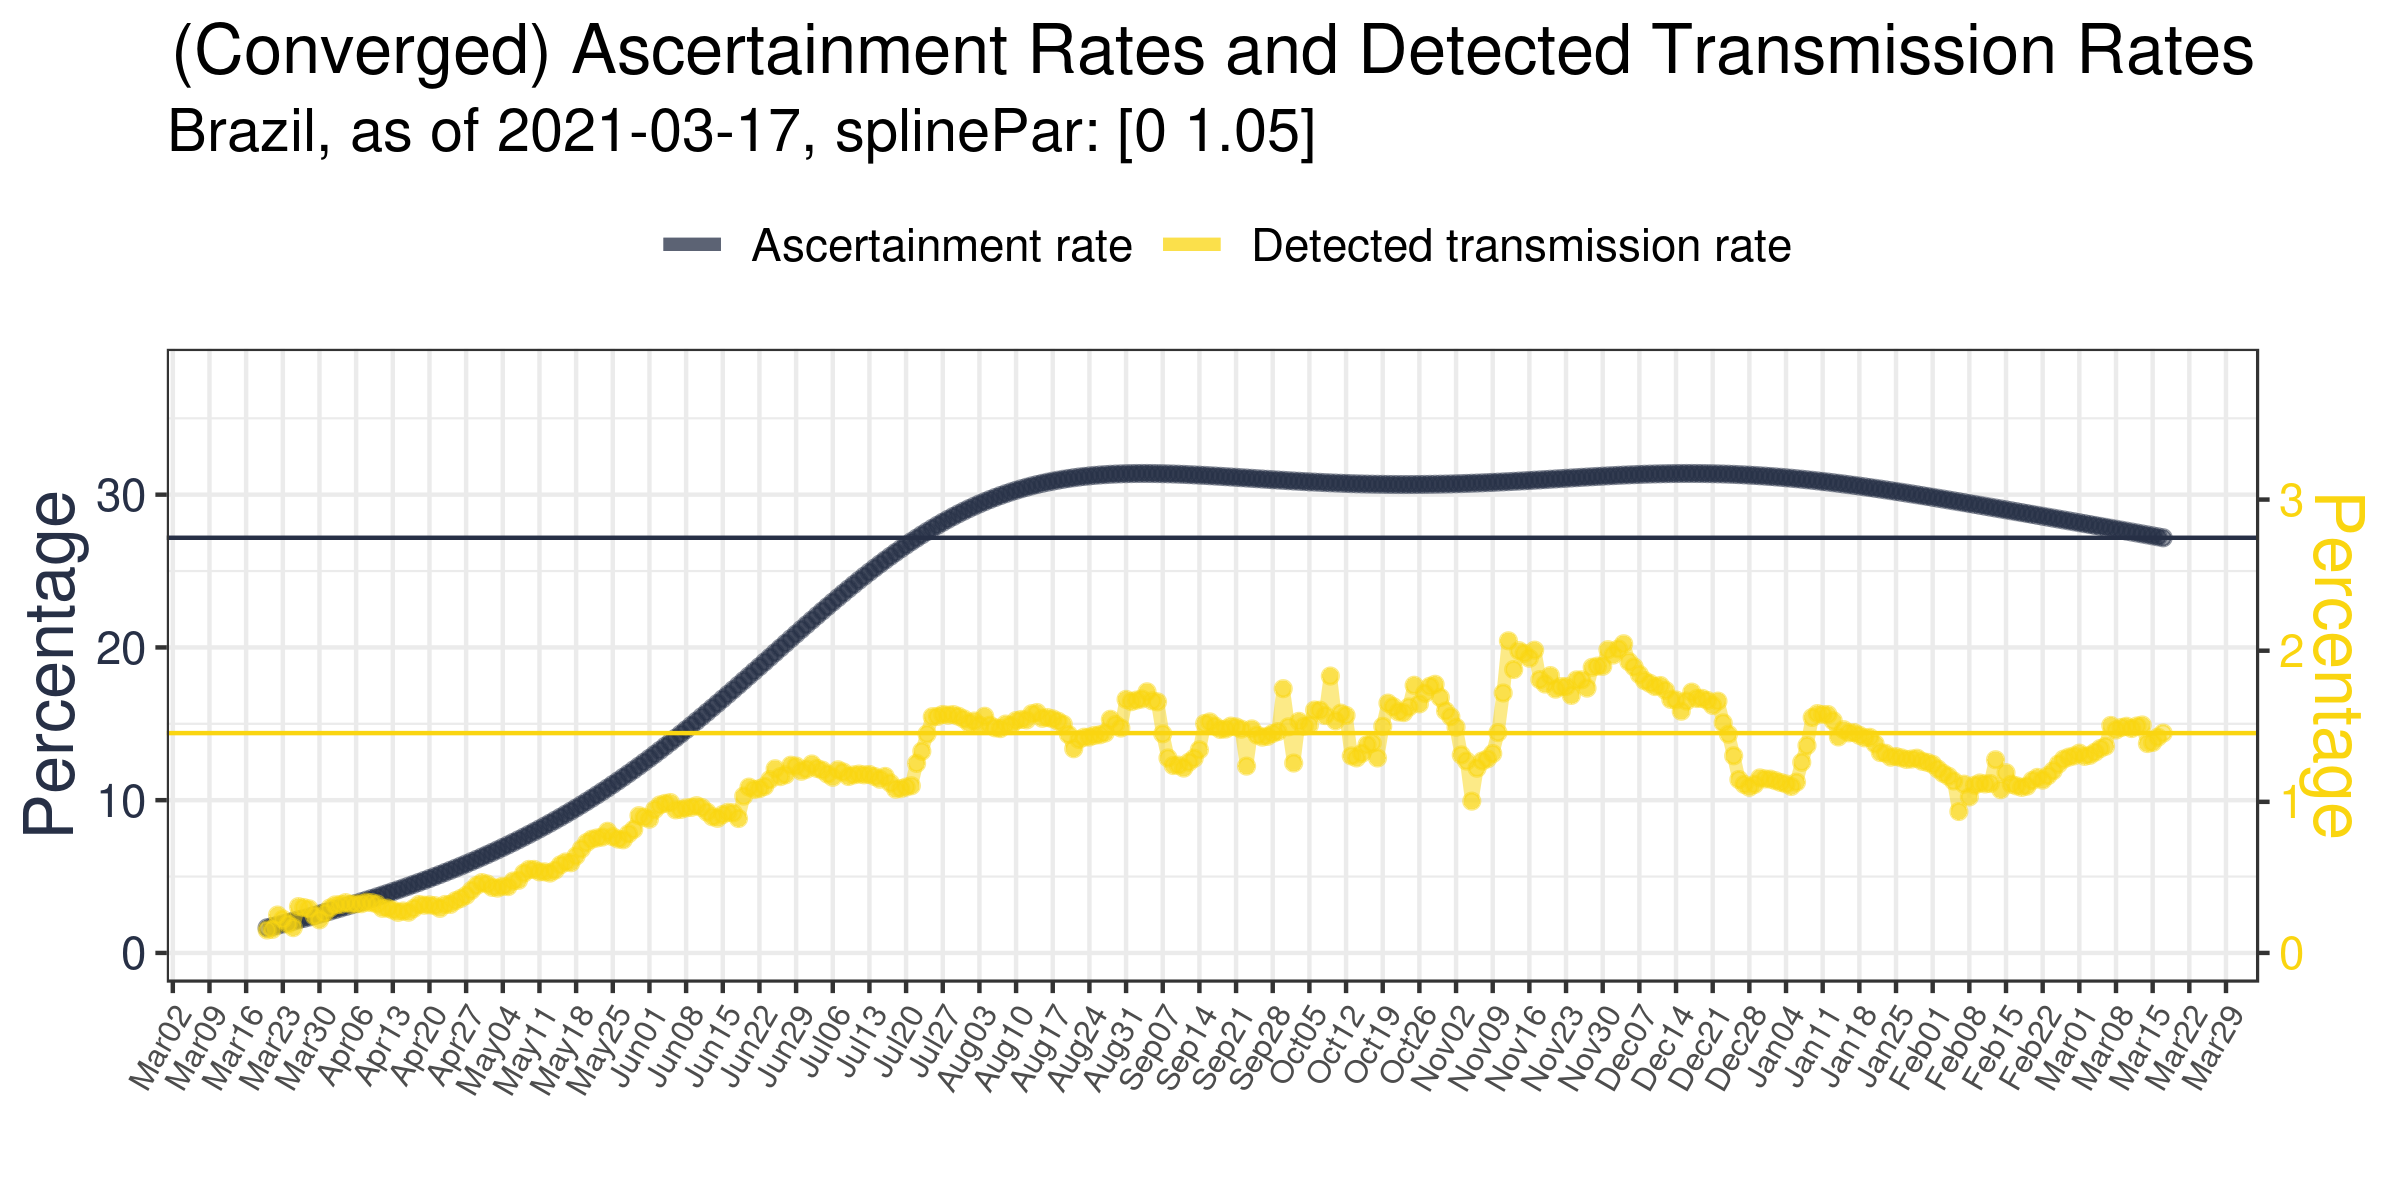 (Converged) Ascertainment Rates and Detected Transmission Rates
Brazil, as of 2021-03-17, splinePar: [0 1.05]
Ascertainment rate Detected transmission rate
Percentage
30
20
10
0
3
2
1
0
Percentage
Mar02 Mar09 Mar16 Mar23 Mar30 Apr06 Apr13 Apr20 Apr27 May04 May11 May18 May25 Jun01 Jun08 Jun15 Jun22 Jun29 Jul06 Jul13 Jul20 Jul27 Aug03 Aug10 Aug17 Aug24 Aug31 Sep07 Sep14 Sep21 Sep28 Oct05 Oct12 Oct19 Oct26 Nov02 Nov09 Nov16 Nov23 Nov30 Dec07 Dec14 Dec21 Dec28 Jan04 Jan11 Jan18 Jan25 Feb01 Feb08 Feb15 Feb22 Mar01 Mar08 Mar15 Mar22 Mar29